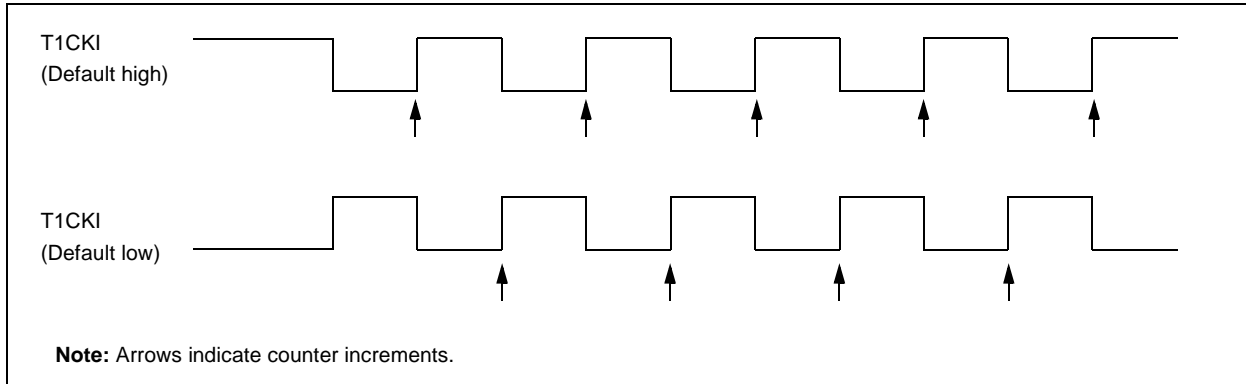 T1CKI
(Default high)
T1CKI
(Default low)
Note: Arrows indicate counter increments.